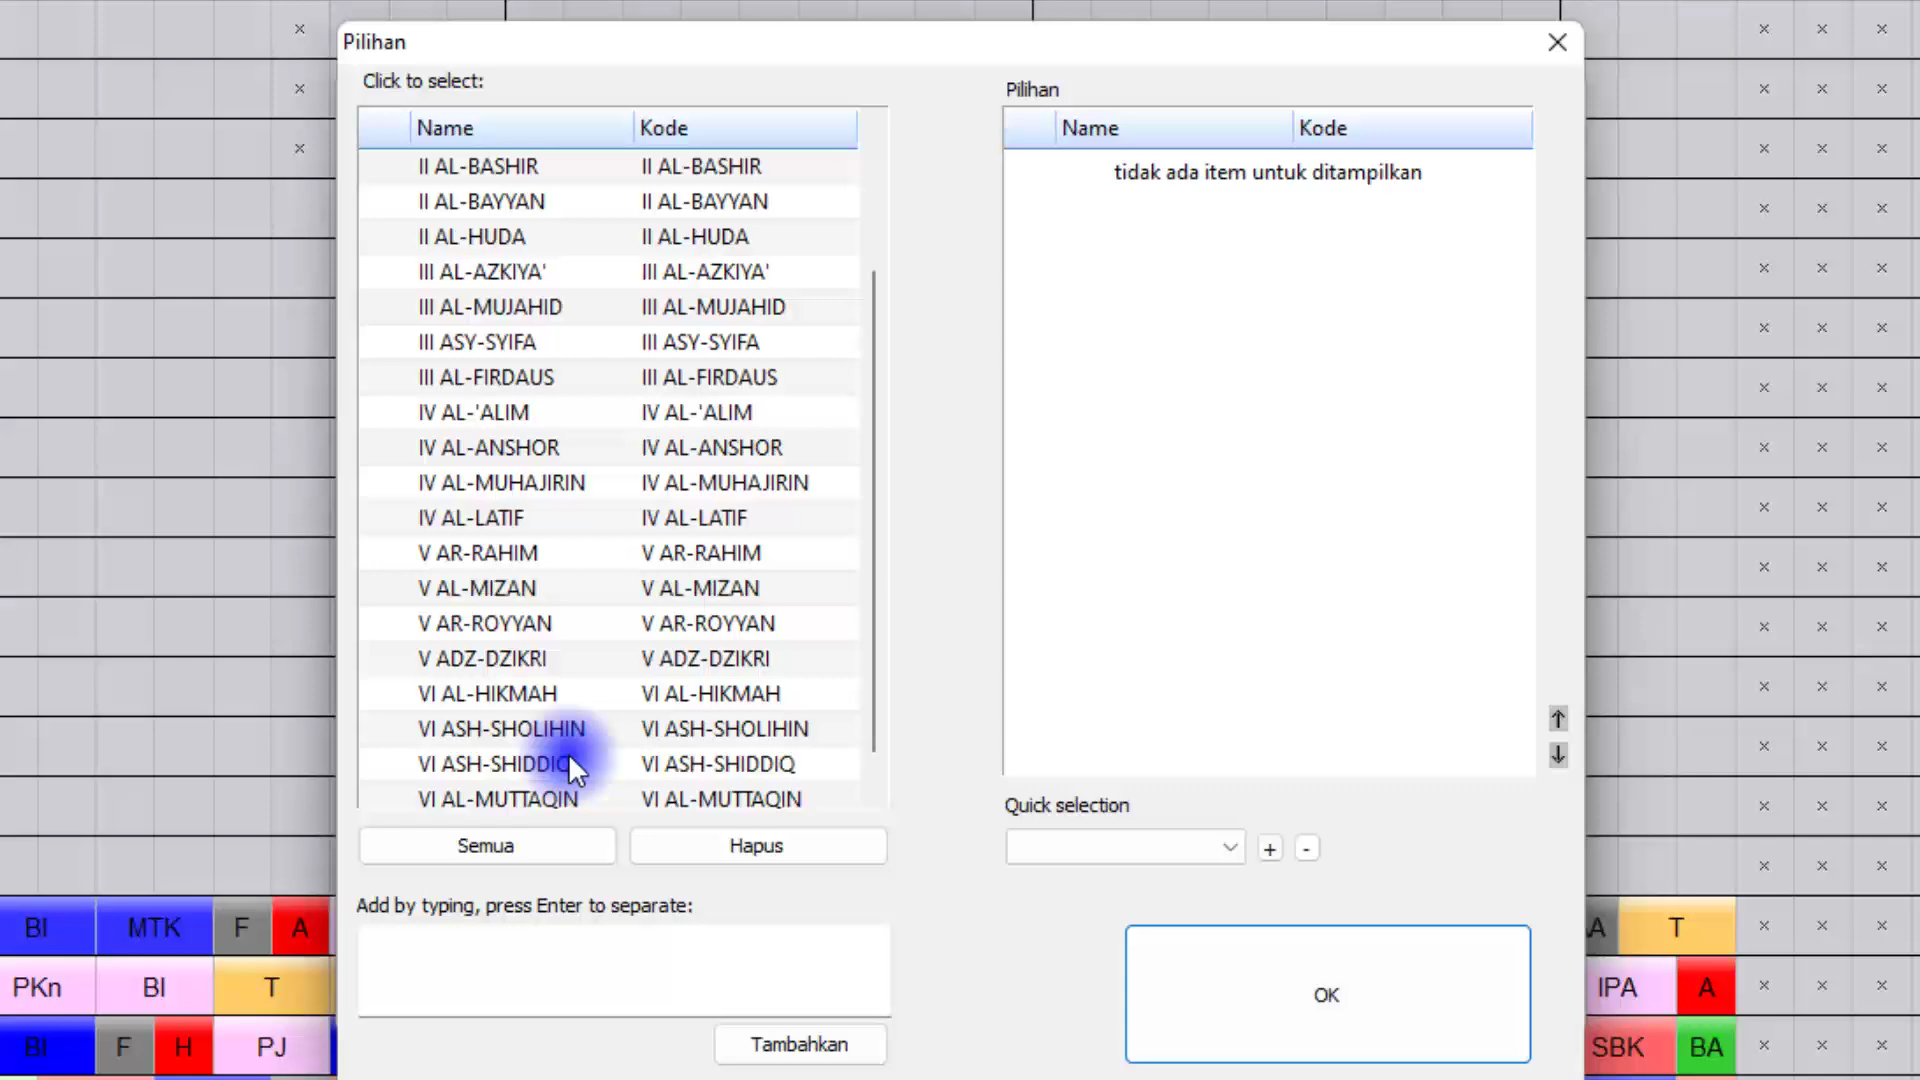 Pilihan
Click to select:
Name Kode
II AL-BASHIR II AL-BASHIR
II AL-BAYYAN II AL-BAYYAN
II AL-HUDA II AL-HUDA
III AL-AZKIYA' III AL-AZKIYA'
III AL-MUJAHID III AL-MUJAHID
III ASY-SYIFA III ASY-SYIFA
III AL-FIRDAUS III AL-FIRDAUS
IV AL-'ALIM IV AL-'ALIM
IV AL-ANSHOR IV AL-ANSHOR
IV AL-MUHAJIRIN IV AL-MUHAJIRIN
IV AL-LATIF IV AL-LATIF
V AR-RAHIM V AR-RAHIM
V AL-MIZAN V AL-MIZAN
V AR-ROYYAN V AR-ROYYAN
V ADZ-DZIKRI V ADZ-DZIKRI
VI AL-HIKMAH VI AL-HIKMAH
VI ASH-SHOLIHIN VI ASH-SHOLIHIN
VI ASH-SHIDDIQ VI ASH-SHIDDIQ
VI AL-MUTTAQIN VI AL-MUTTAQIN
Semua Hapus
Add by typing, press Enter to separate:
Tambahkan
Pilihan
Name Kode
tidak ada item untuk ditampilkan
Quick selection
+ -
OK
BI MTK F A
PKn BI T
BI F H PJ
A T
IPA A
SBK BA